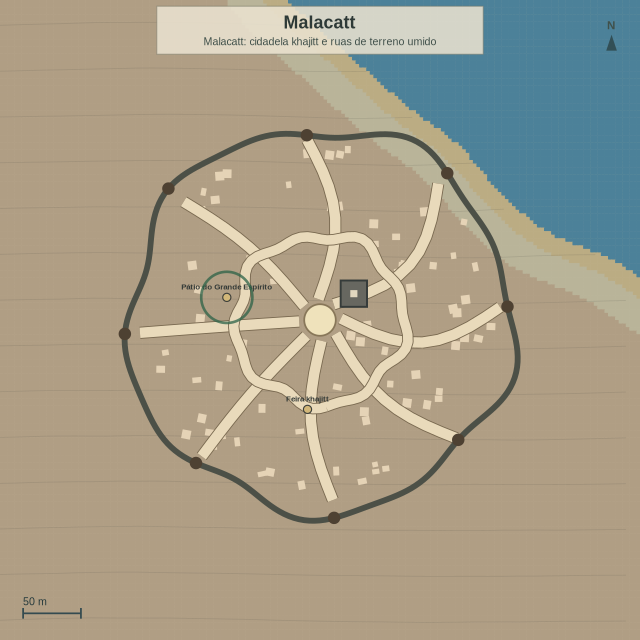 Malacatt
Malacatt: cidadela khajitt e ruas de terreno umido
N
Pátio do Grande Espírito
Feira khajitt
50 m